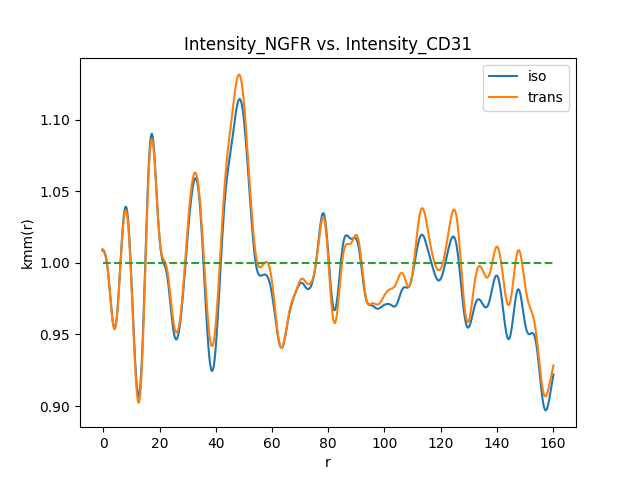 Intensity_NGFR vs. Intensity_CD31
iso
trans
kmm(r)
1.10
1.05
1.00
0.95
0.90
0 20 40 60 80 100 120 140 160
r